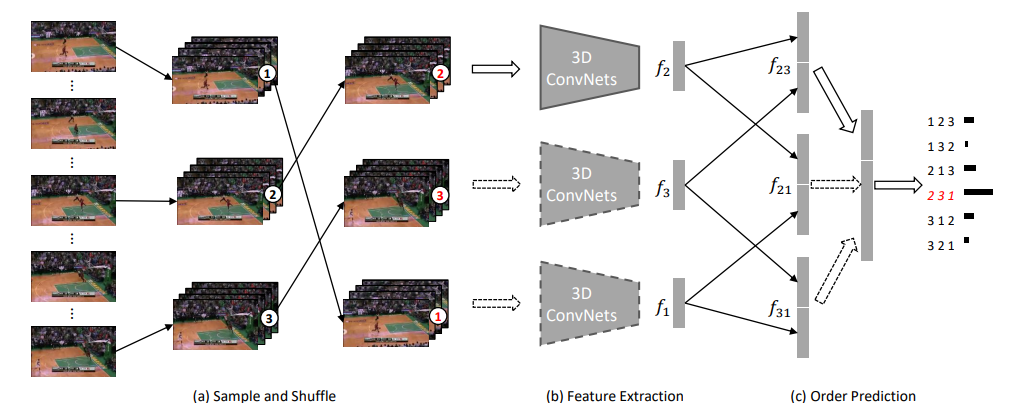 1
2
3
2
3
1
3D
ConvNets
3D
ConvNets
3D
ConvNets
f₂
f₃
f₁
f₂₃
f₂₁
f₃₁
1 2 3
1 3 2
2 1 3
2 3 1
3 1 2
3 2 1
⋮
⋮
⋮
⋮
(a) Sample and Shuffle
(b) Feature Extraction
(c) Order Prediction